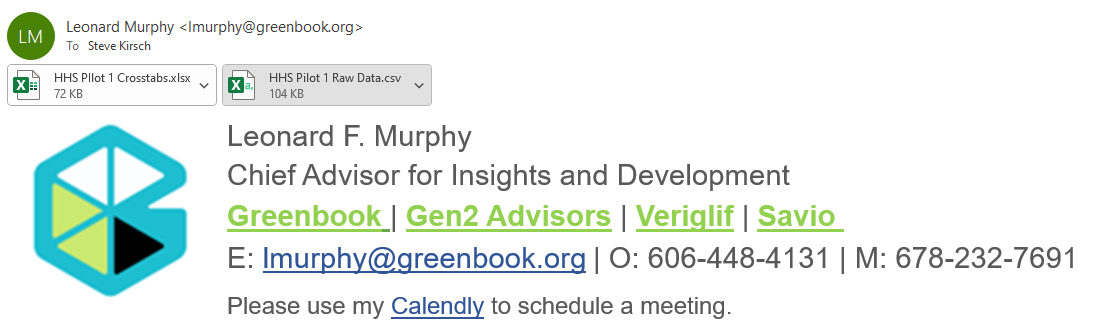 LM
Leonard Murphy <lmurphy@greenbook.org>
To Steve Kirsch
HHS PIlot 1 Crosstabs.xlsx
72 KB
HHS Pilot 1 Raw Data.csv
104 KB
Leonard F. Murphy
Chief Advisor for Insights and Development
Greenbook | Gen2 Advisors | Veriglif | Savio
E: lmurphy@greenbook.org | O: 606-448-4131 | M: 678-232-7691
Please use my Calendly to schedule a meeting.